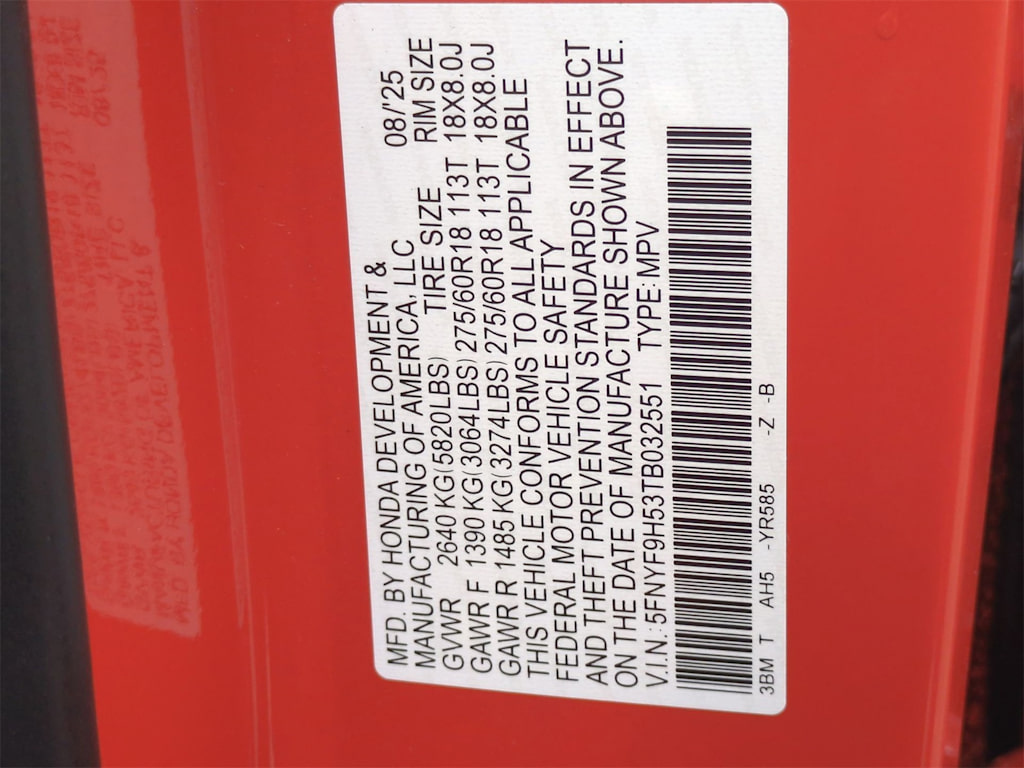 MFD. BY HONDA DEVELOPMENT &
MANUFACTURING OF AMERICA, LLC 08/'25
GVWR 2640 KG(5820LBS) TIRE SIZE RIM SIZE
GAWR F 1390 KG(3064LBS) 275/60R18 113T 18X8.0J
GAWR R 1485 KG(3274LBS) 275/60R18 113T 18X8.0J
THIS VEHICLE CONFORMS TO ALL APPLICABLE
FEDERAL MOTOR VEHICLE SAFETY
AND THEFT PREVENTION STANDARDS IN EFFECT
ON THE DATE OF MANUFACTURE SHOWN ABOVE.
V.I.N.: 5FNYF9H53TB032551 TYPE:MPV
3BM T AH5 -YR585 -Z -B